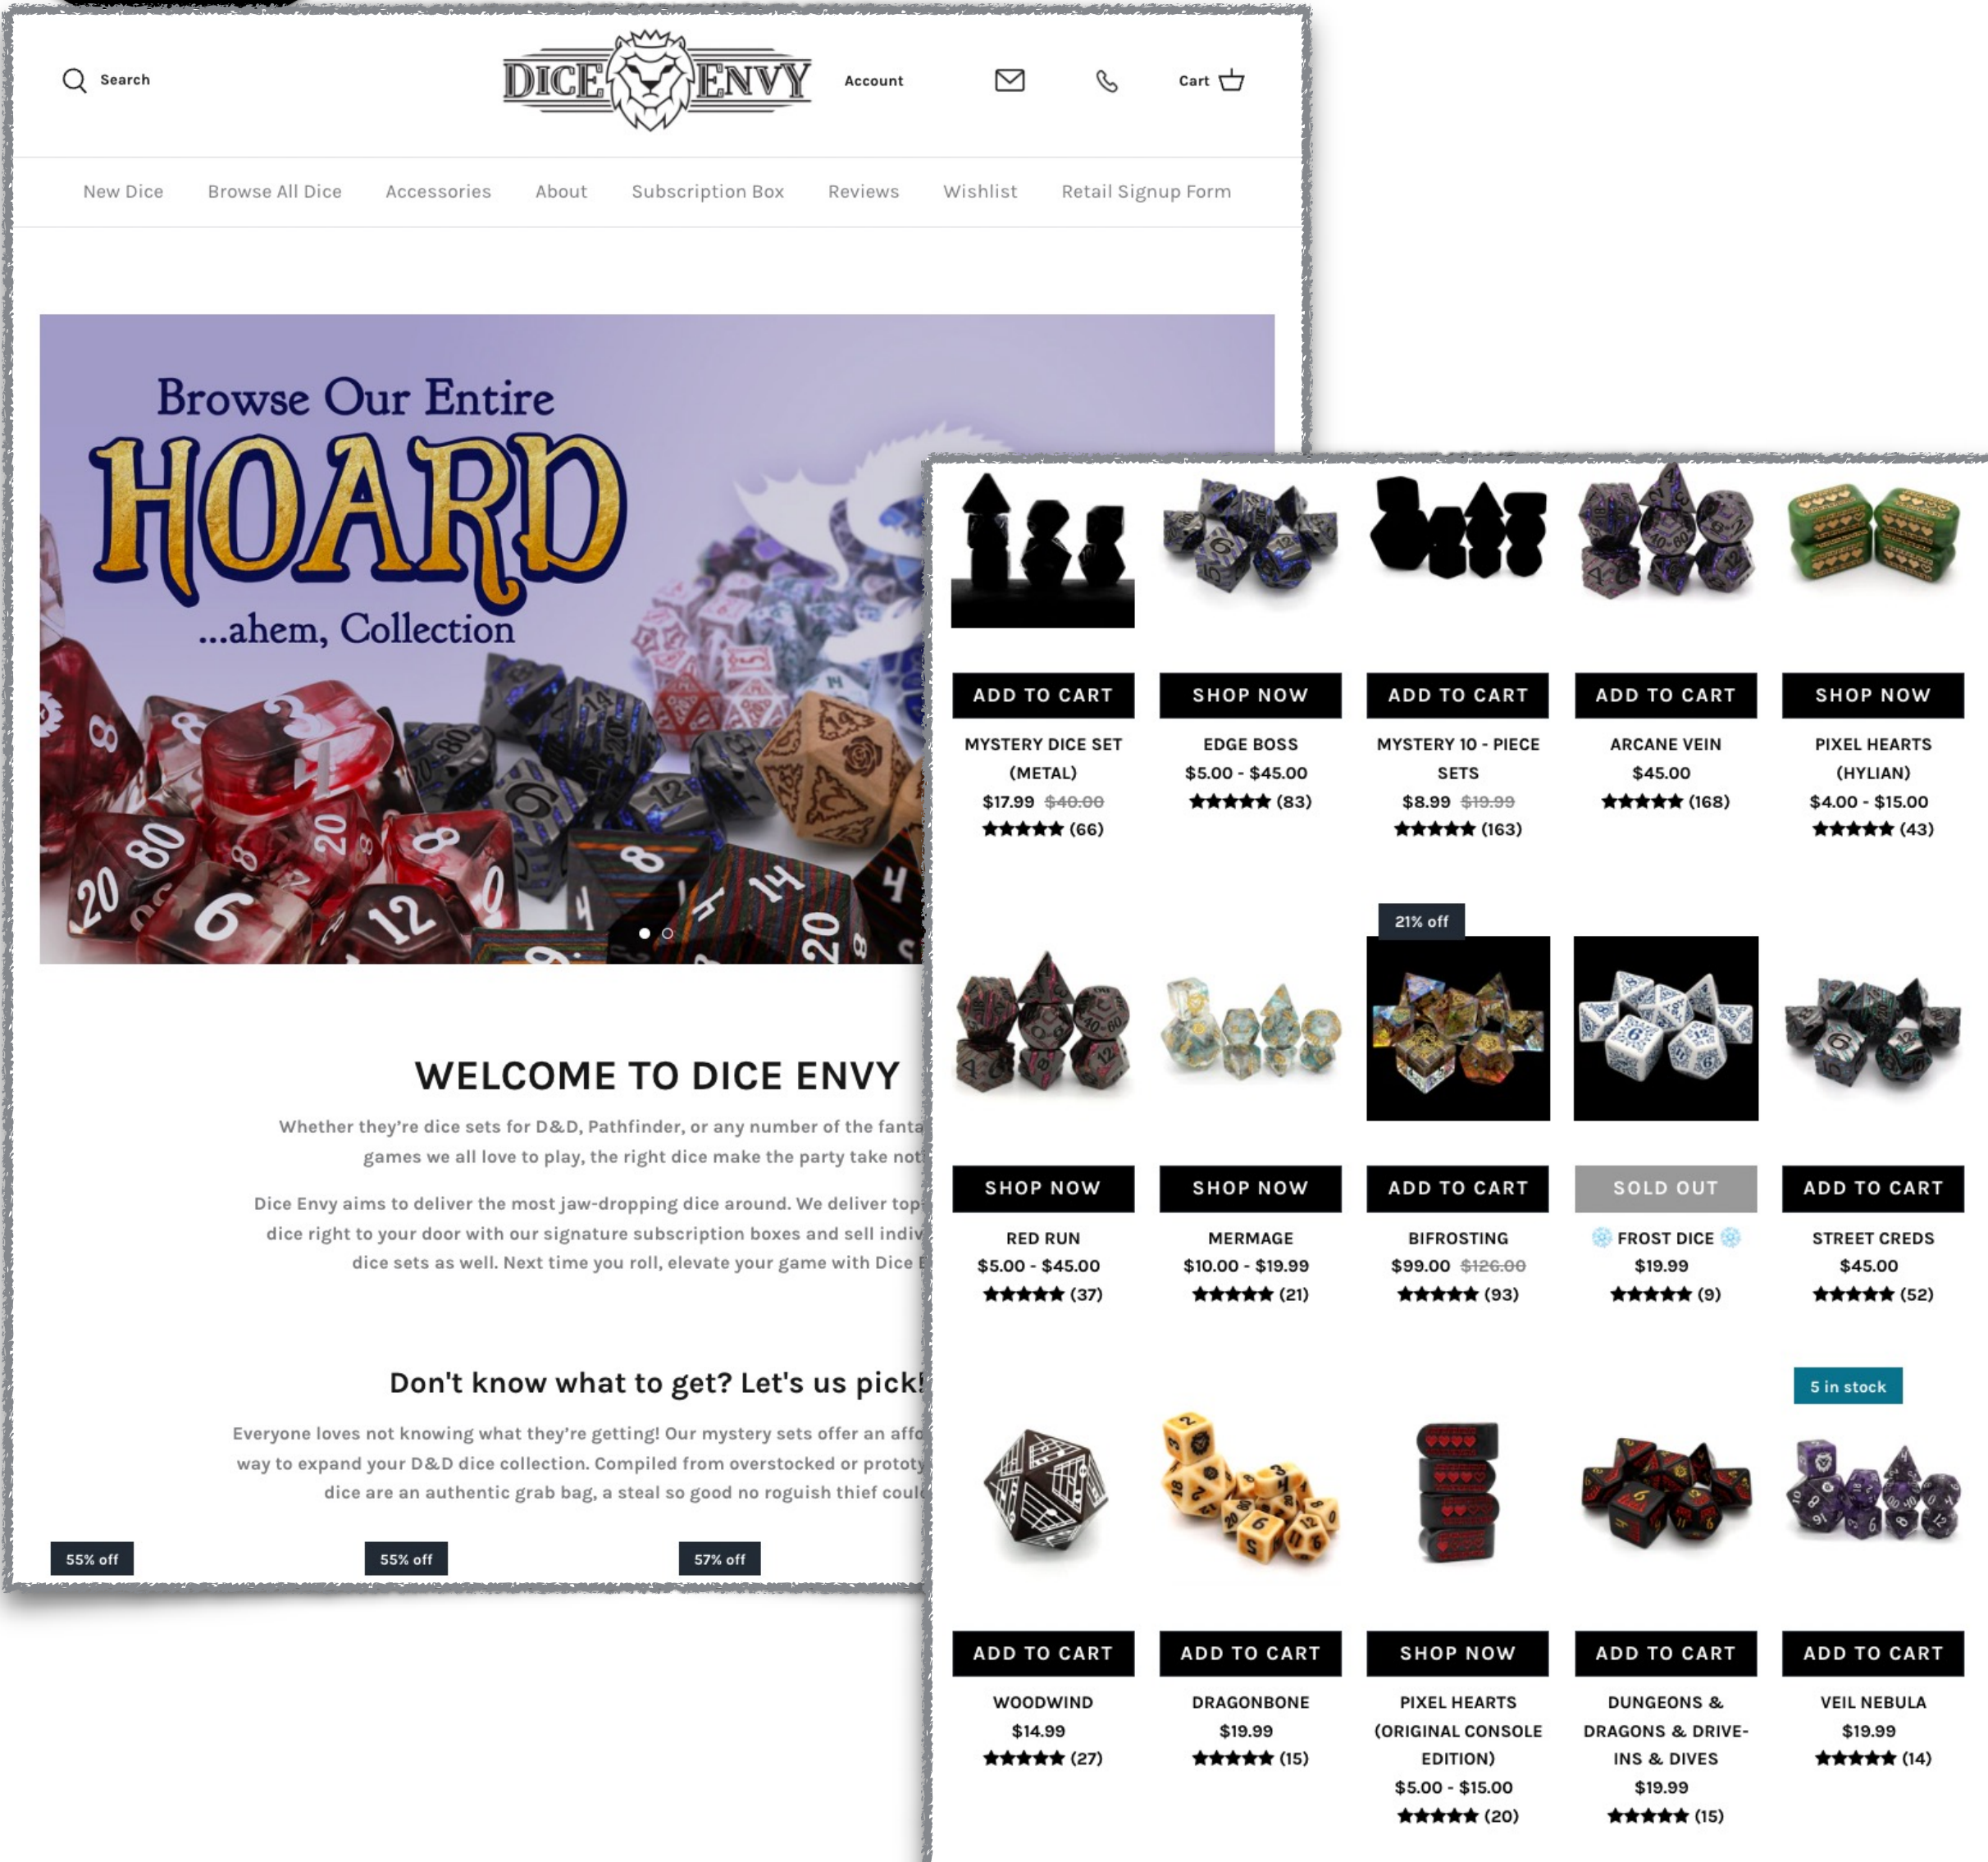 Search
DICE ENVY
Account
Cart
New Dice
Browse All Dice
Accessories
About
Subscription Box
Reviews
Wishlist
Retail Signup Form
Browse Our Entire
HOARD
...ahem, Collection
WELCOME TO DICE ENVY
Whether they're dice sets for D&D, Pathfinder, or any number of the
games we all love to play, the right dice make the party take
Dice Envy aims to deliver the most jaw-dropping dice around. We deliver
dice right to your door with our signature subscription boxes and sell
dice sets as well. Next time you roll, elevate your game with Dice
Don't know what to get? Let's us pick!
Everyone loves not knowing what they're getting! Our mystery sets offer an
way to expand your D&D dice collection. Compiled from overstocked or
dice are an authentic grab bag, a steal so good no roguish thief
55% off
55% off
57% off
ADD TO CART
MYSTERY DICE SET
(METAL)
$17.99 $40.00
★★★★★ (66)
SHOP NOW
EDGE BOSS
$5.00 - $45.00
★★★★★ (83)
ADD TO CART
MYSTERY 10 - PIECE
SETS
$8.99 $19.99
★★★★★ (163)
ADD TO CART
ARCANE VEIN
$45.00
★★★★★ (168)
SHOP NOW
PIXEL HEARTS
(HYLIAN)
$4.00 - $15.00
★★★★★ (43)
SHOP NOW
RED RUN
$5.00 - $45.00
★★★★★ (37)
SHOP NOW
MERMAGE
$10.00 - $19.99
★★★★★ (21)
21% off
ADD TO CART
BIFROSTING
$99.00 $126.00
★★★★★ (93)
SOLD OUT
❄️ FROST DICE ❄️
$19.99
★★★★★ (9)
ADD TO CART
STREET CREDS
$45.00
★★★★★ (52)
ADD TO CART
WOODWIND
$14.99
★★★★★ (27)
ADD TO CART
DRAGONBONE
$19.99
★★★★★ (15)
SHOP NOW
PIXEL HEARTS
(ORIGINAL CONSOLE
EDITION)
$5.00 - $15.00
★★★★★ (20)
ADD TO CART
DUNGEONS &
DRAGONS & DRIVE-
INS & DIVES
$19.99
★★★★★ (15)
5 in stock
ADD TO CART
VEIL NEBULA
$19.99
★★★★★ (14)